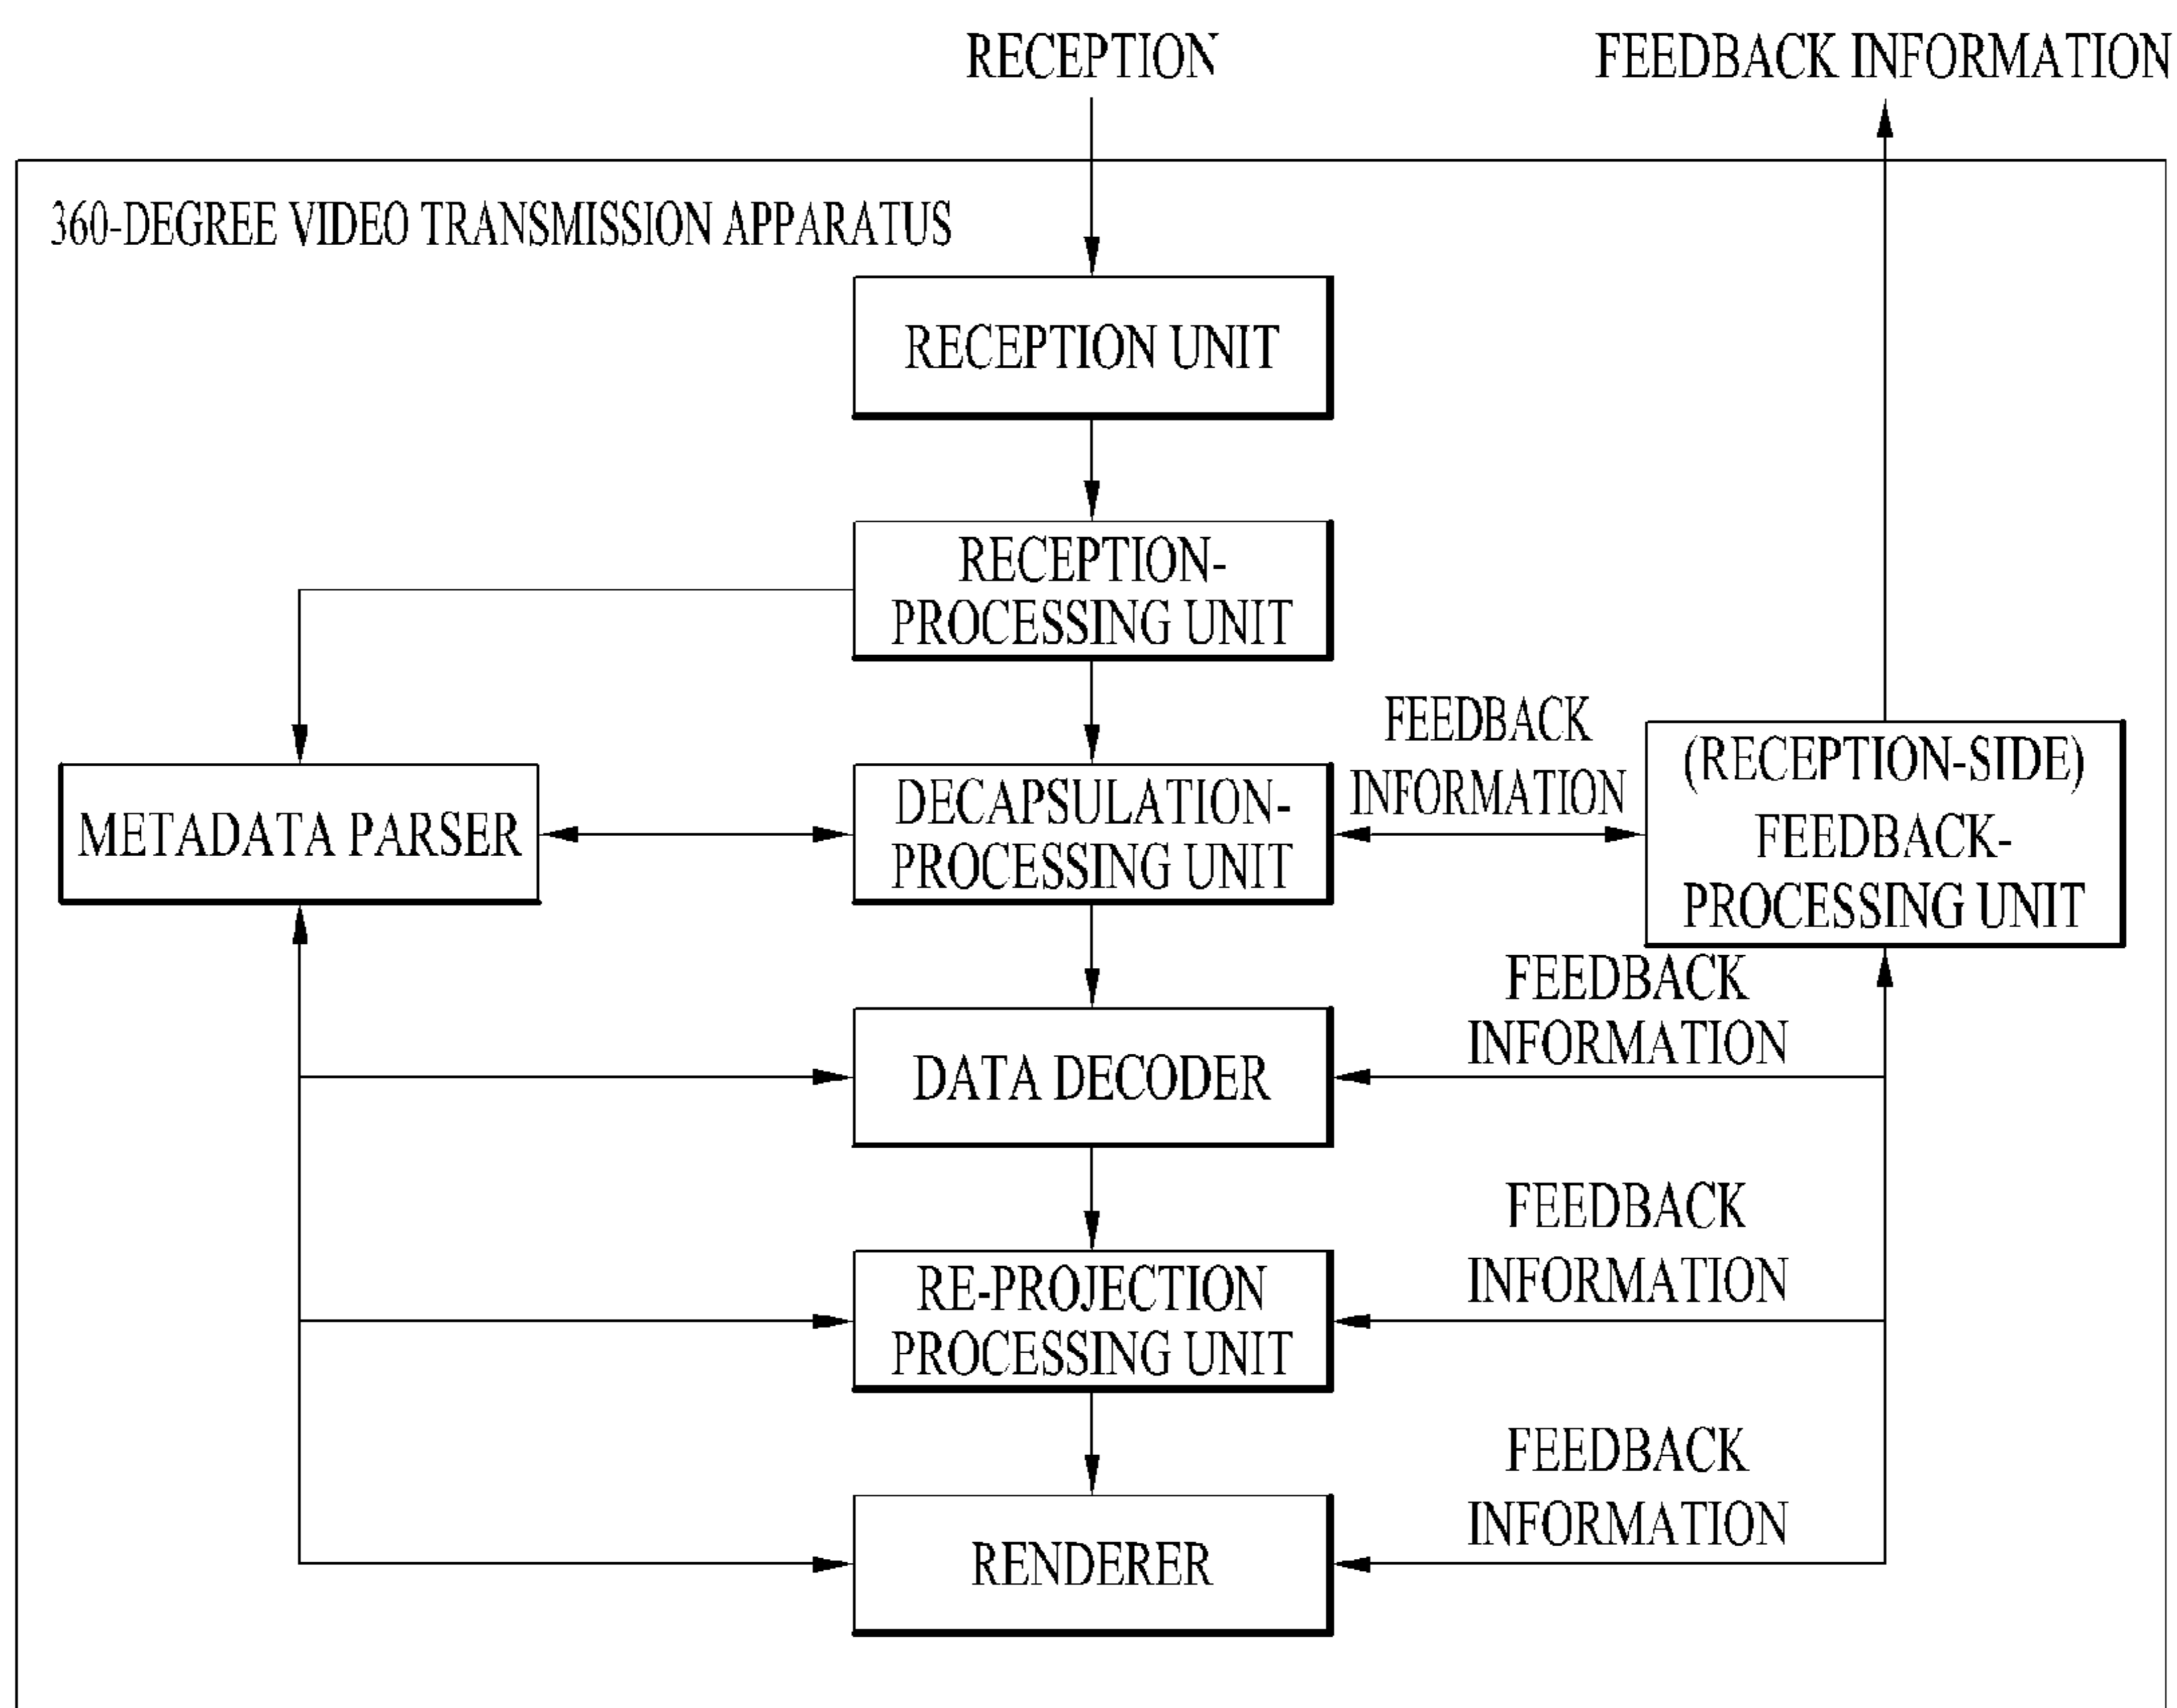 RECEPTION
FEEDBACK INFORMATION
360-DEGREE VIDEO TRANSMISSION APPARATUS
RECEPTION UNIT
RECEPTION-
PROCESSING UNIT
METADATA PARSER
DECAPSULATION-
PROCESSING UNIT
FEEDBACK
INFORMATION
(RECEPTION-SIDE)
FEEDBACK-
PROCESSING UNIT
DATA DECODER
FEEDBACK
INFORMATION
RE-PROJECTION
PROCESSING UNIT
FEEDBACK
INFORMATION
RENDERER
FEEDBACK
INFORMATION